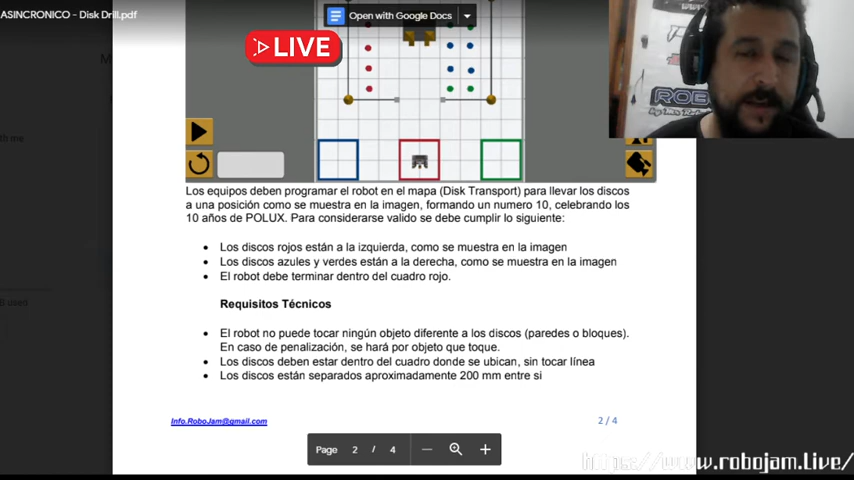 ASINCRONICO - Disk Drill.pdf
Open with Google Docs
LIVE
ROB
th me
Los equipos deben programar el robot en el mapa (Disk Transport) para llevar los discos
a una posición como se muestra en la imagen, formando un numero 10, celebrando los
10 años de POLUX. Para considerarse valido se debe cumplir lo siguiente:
• Los discos rojos están a la izquierda, como se muestra en la imagen
• Los discos azules y verdes están a la derecha, como se muestra en la imagen
• El robot debe terminar dentro del cuadro rojo.
Requisitos Técnicos
• El robot no puede tocar ningún objeto diferente a los discos (paredes o bloques).
En caso de penalización, se hará por objeto que toque.
• Los discos deben estar dentro del cuadro donde se ubican, sin tocar línea
• Los discos están separados aproximadamente 200 mm entre si
Info.RoboJam@gmail.com
2 / 4
Page 2 / 4
https://www.robojam.live/